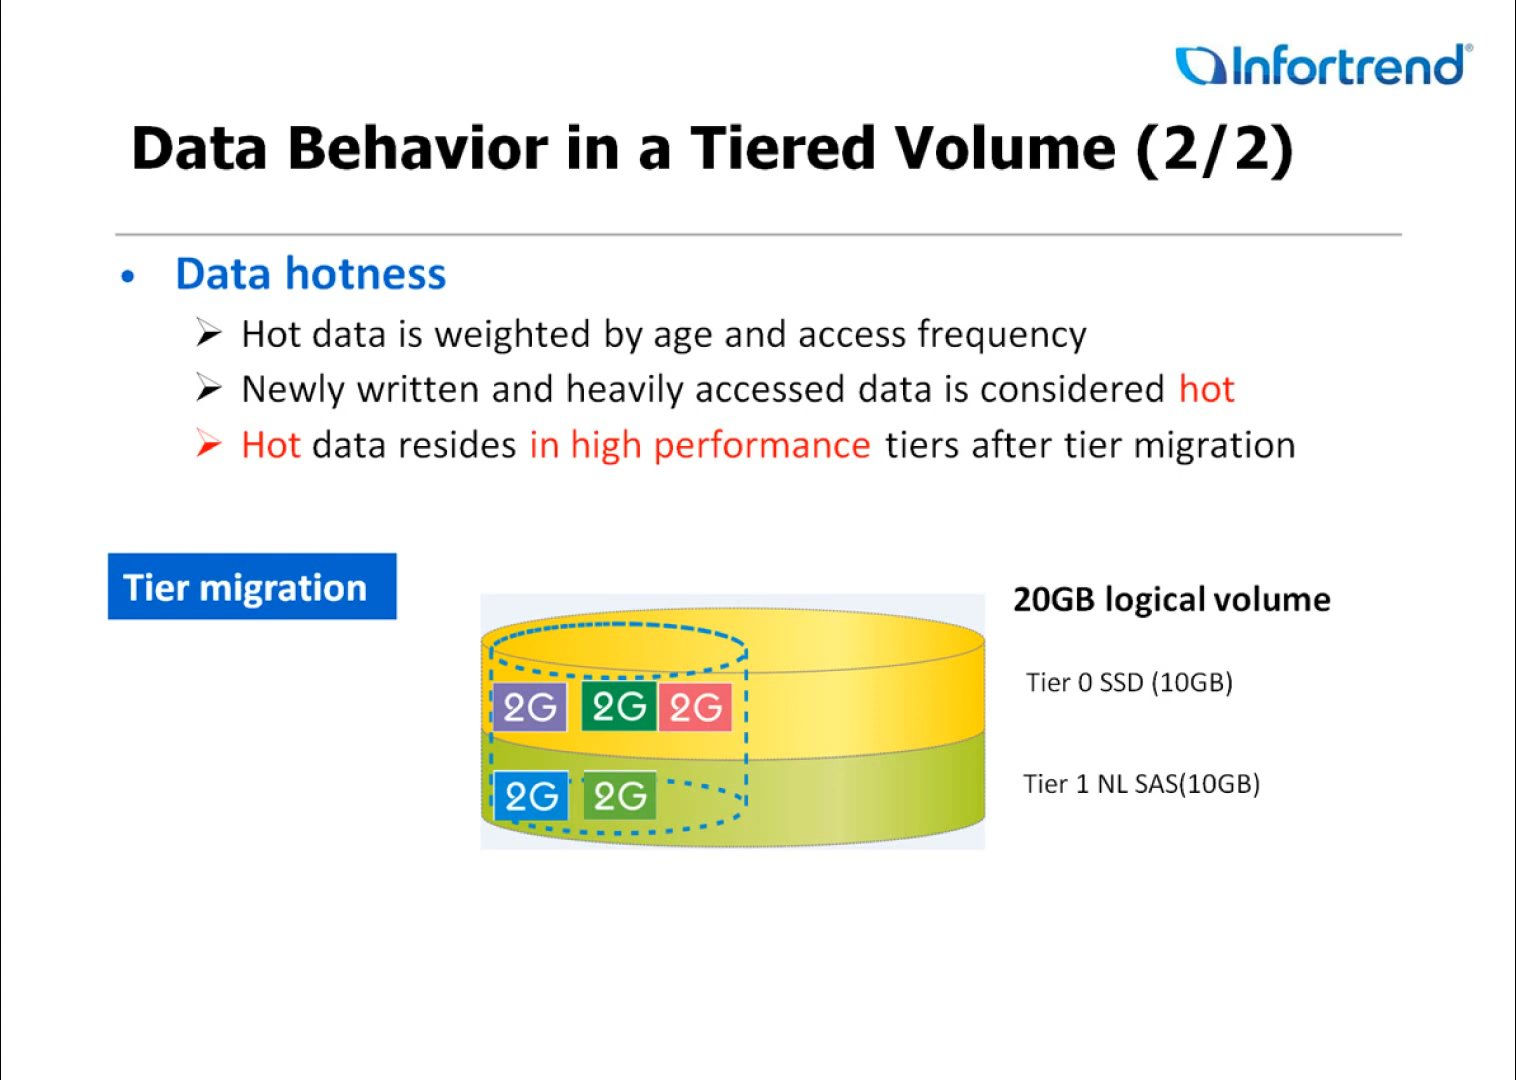 Infortrend®
Data Behavior in a Tiered Volume (2/2)
• Data hotness
➢ Hot data is weighted by age and access frequency
➢ Newly written and heavily accessed data is considered hot
➢ Hot data resides in high performance tiers after tier migration
Tier migration
20GB logical volume
Tier 0 SSD (10GB)
2G 2G 2G
Tier 1 NL SAS(10GB)
2G 2G